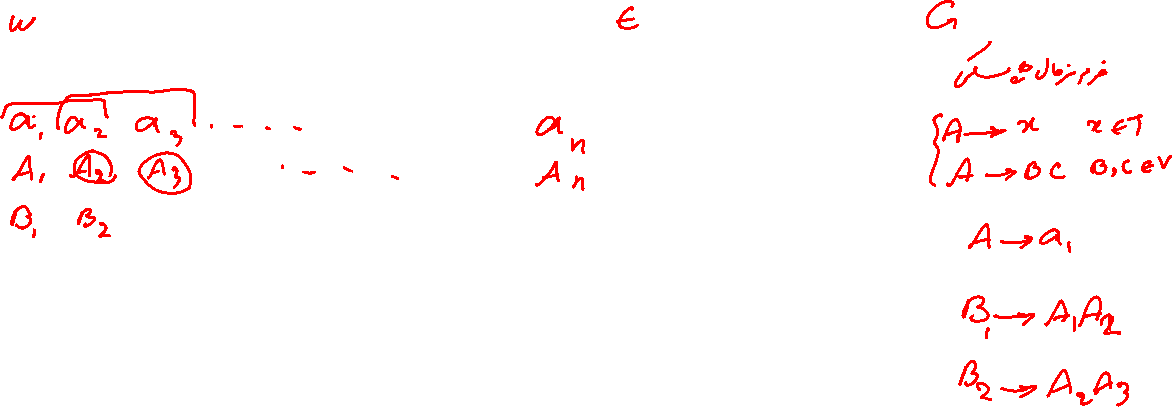 w ∈ G
فرم نرمال چامسکی
a₁ a₂ a₃ . - - - aₙ
A → x x ∈ T
A₁ A₂ A₃ . - - - Aₙ
A → BC B, C ∈ V
B₁ B₂
A → a₁
B₁ → A₁A₂
B₂ → A₂A₃